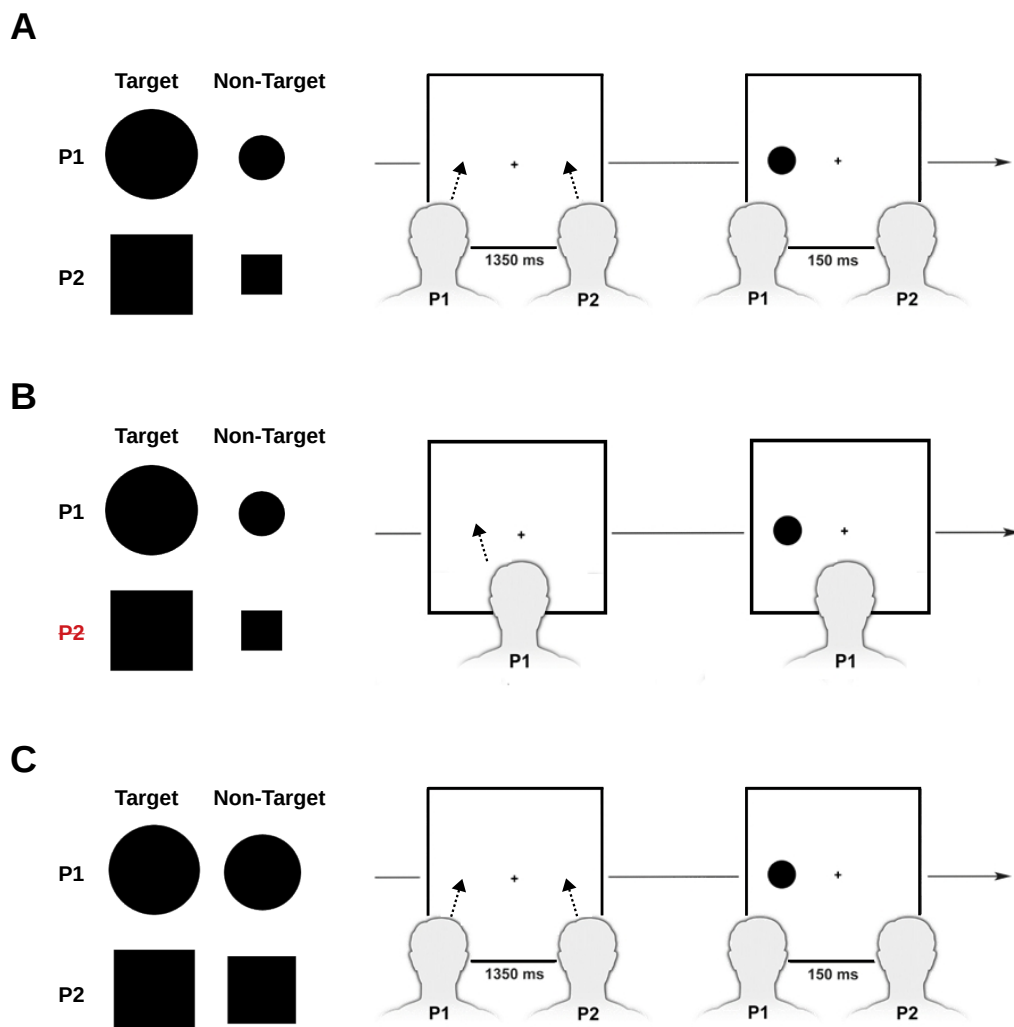 A
Target Non-Target
P1
P2
+ +
1350 ms 150 ms
P1 P2 P1 P2
B
Target Non-Target
P1
P2
+ +
P1 P1
C
Target Non-Target
P1
P2
+ +
1350 ms 150 ms
P1 P2 P1 P2